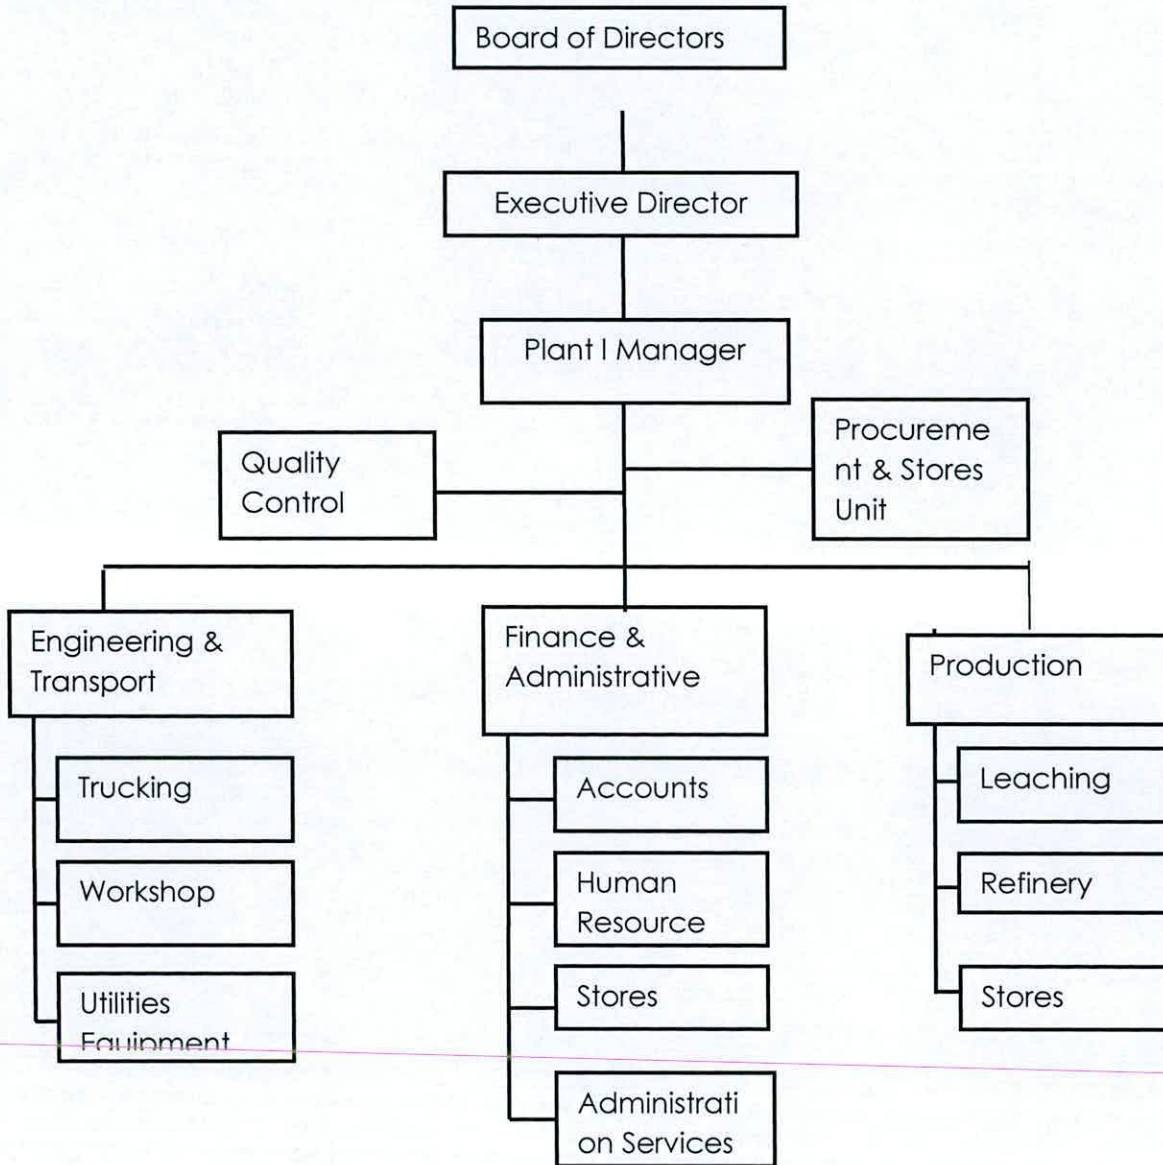 Board of Directors
Executive Director
Plant I Manager
Procureme
nt & Stores
Unit
Quality
Control
Engineering &
Transport
Finance &
Administrative
Production
Trucking
Workshop
Utilities
Equipment
Accounts
Human
Resource
Stores
Administrati
on Services
Leaching
Refinery
Stores